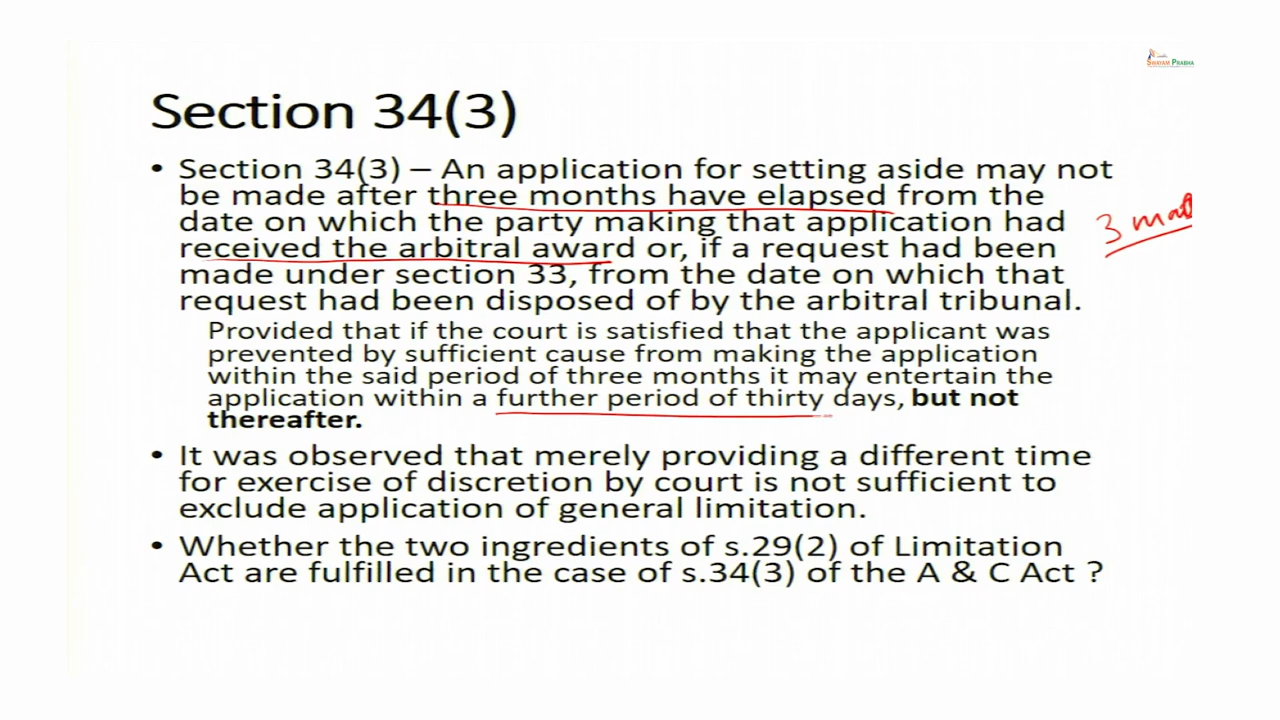 SWAYAM PRABHA
Section 34(3)
• Section 34(3) – An application for setting aside may not
be made after three months have elapsed from the
date on which the party making that application had
received the arbitral award or, if a request had been
made under section 33, from the date on which that
request had been disposed of by the arbitral tribunal.
Provided that if the court is satisfied that the applicant was
prevented by sufficient cause from making the application
within the said period of three months it may entertain the
application within a further period of thirty days, but not
thereafter.
• It was observed that merely providing a different time
for exercise of discretion by court is not sufficient to
exclude application of general limitation.
• Whether the two ingredients of s.29(2) of Limitation
Act are fulfilled in the case of s.34(3) of the A & C Act ?
3